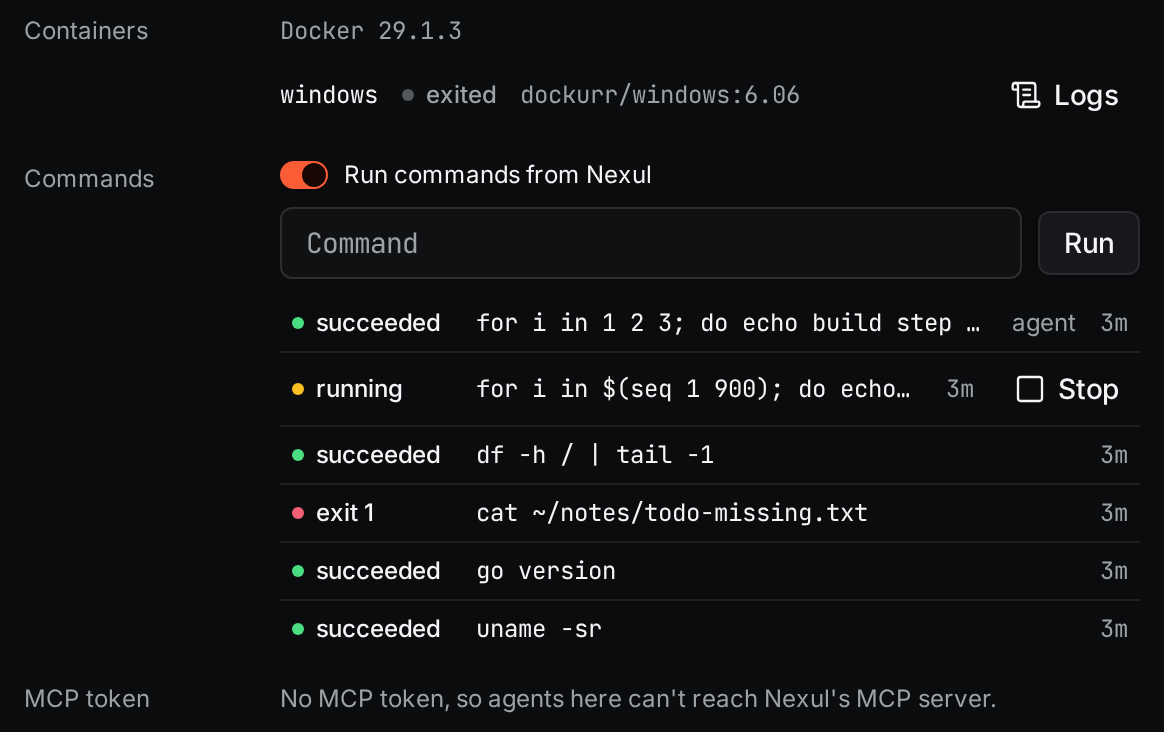 Containers Docker 29.1.3
windows exited dockurr/windows:6.06 Logs
Commands Run commands from Nexul
Command Run
succeeded for i in 1 2 3; do echo build step … agent 3m
running for i in $(seq 1 900); do echo… 3m Stop
succeeded df -h / | tail -1 3m
exit 1 cat ~/notes/todo-missing.txt 3m
succeeded go version 3m
succeeded uname -sr 3m
MCP token No MCP token, so agents here can't reach Nexul's MCP server.